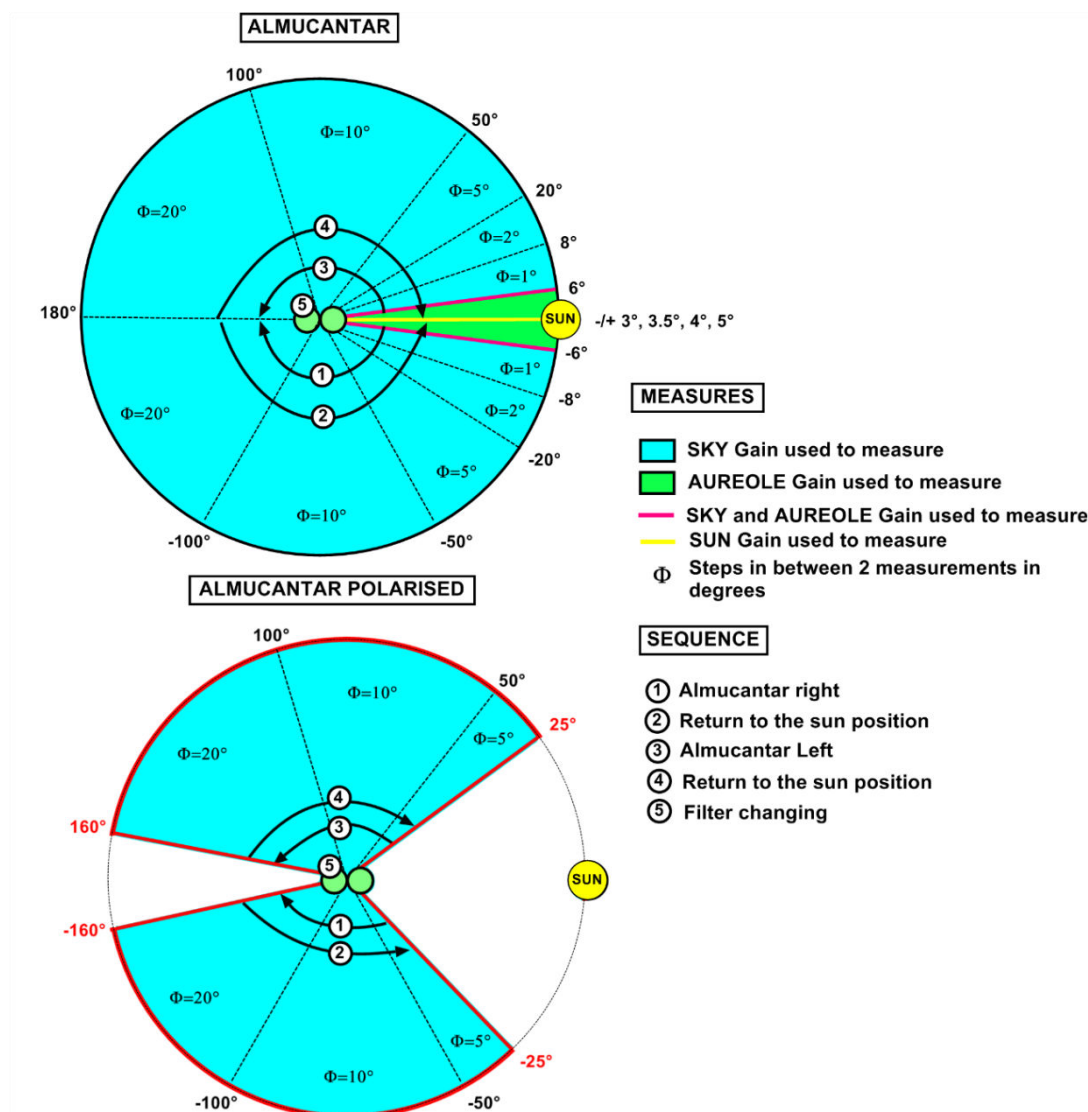 ALMUCANTAR
100°
Φ=10°
50°
Φ=5°
20°
Φ=20°
4
Φ=2°
8°
3
Φ=1°
6°
5
180°
SUN
-/+ 3°, 3.5°, 4°, 5°
-6°
1
Φ=1°
-8°
Φ=20°
2
Φ=2°
-20°
Φ=5°
Φ=10°
-100°
-50°
MEASURES
SKY Gain used to measure
AUREOLE Gain used to measure
SKY and AUREOLE Gain used to measure
SUN Gain used to measure
Φ Steps in between 2 measurements in
degrees
ALMUCANTAR POLARISED
100°
50°
Φ=10°
25°
Φ=5°
Φ=20°
4
160°
3
5
SUN
1
-160°
2
Φ=20°
Φ=5°
-25°
Φ=10°
-100°
-50°
SEQUENCE
1 Almucantar right
2 Return to the sun position
3 Almucantar Left
4 Return to the sun position
5 Filter changing